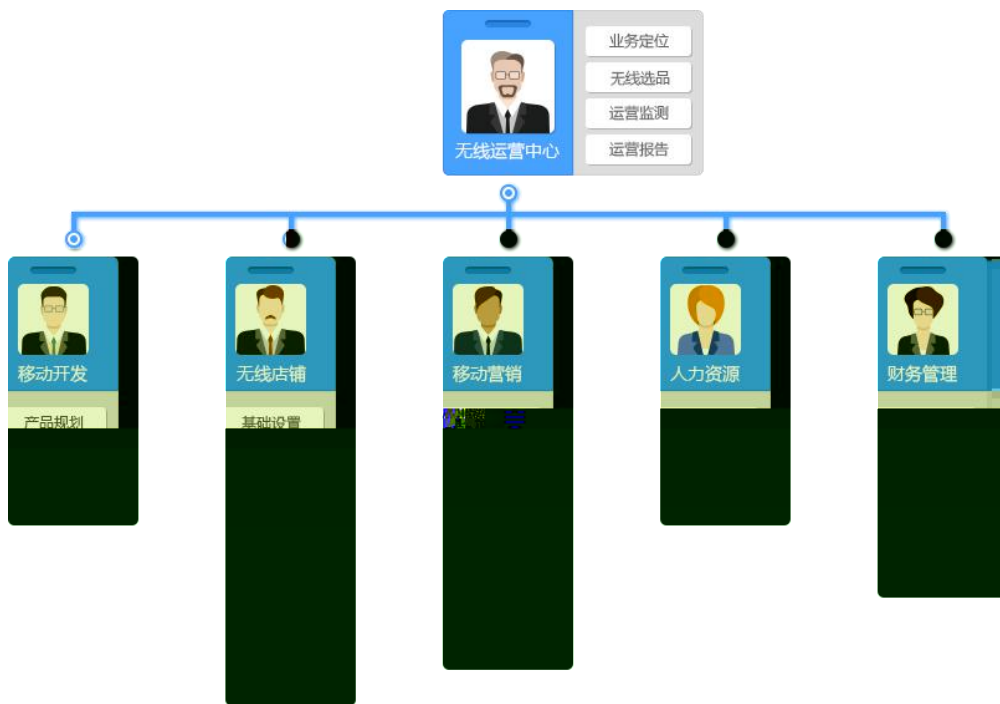 业务定位
无线选品
运营监测
运营报告
无线运营中心
移动开发
无线店铺
移动营销
人力资源
财务管理
产品规划
基础设置